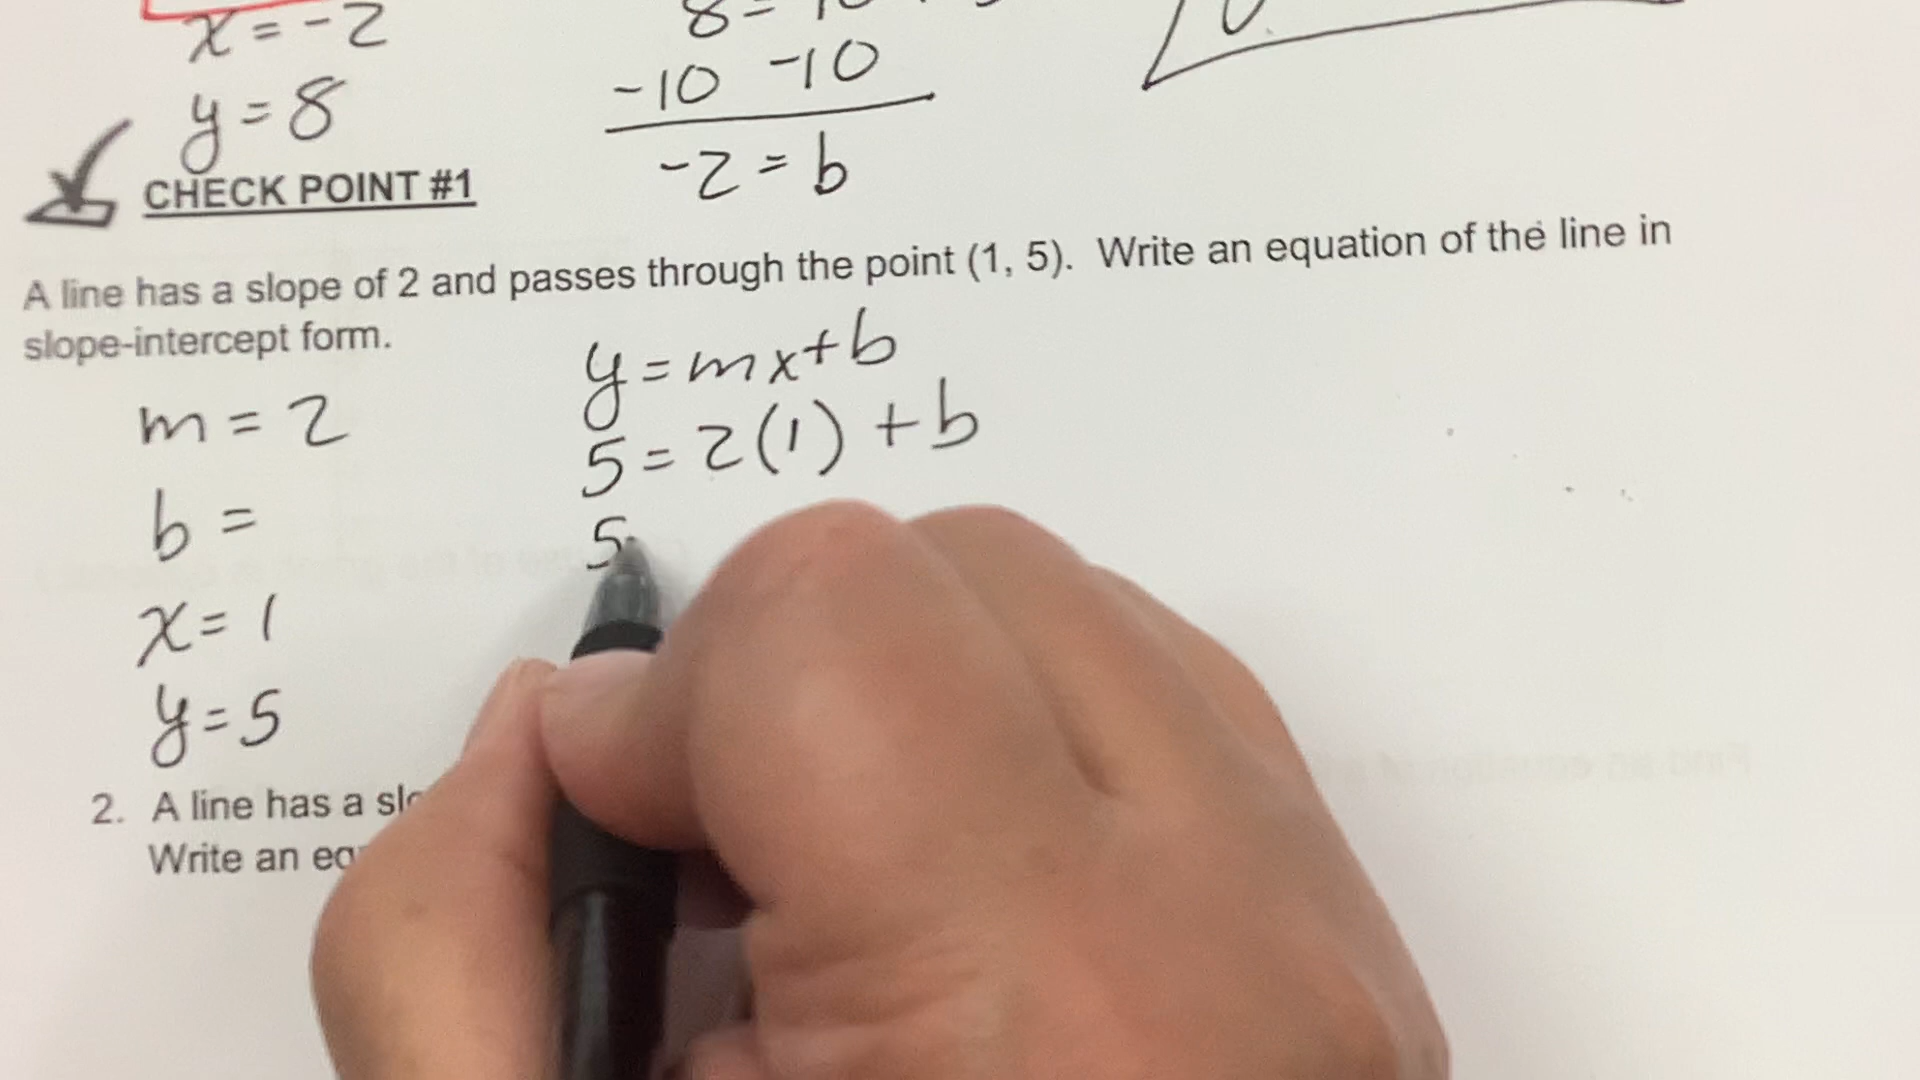 x = -2
8 =
y = 8
-10 -10
-2 = b
CHECK POINT #1
A line has a slope of 2 and passes through the point (1, 5). Write an equation of the line in
slope-intercept form.
y = mx + b
m = 2
5 = 2(1) + b
b =
5
x = 1
y = 5
2. A line has a
Write an